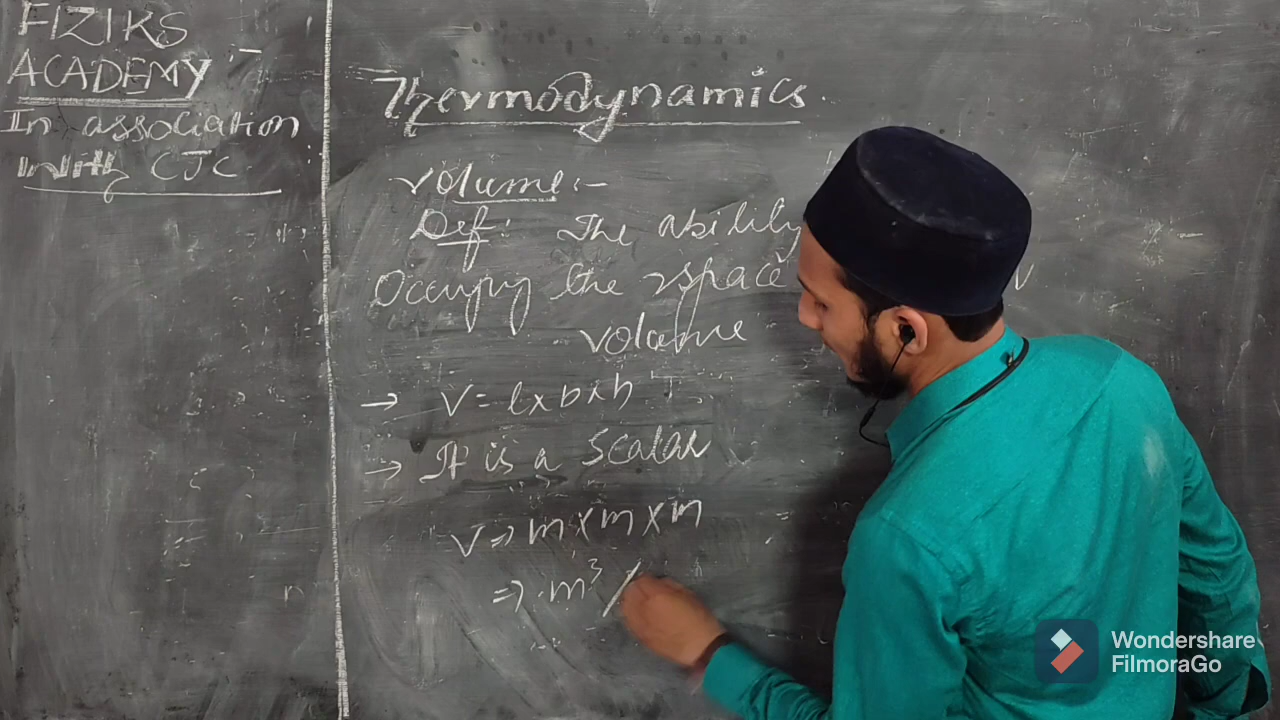 FIZIKS
ACADEMY :-
In association
With CJC
Thermodynamics.
Volume:-
Def: The ability
Occupy the space
volume
→ V = l×b×h
→ It is a Scalar
V ⇒ m×m×m
⇒ m³ /
Wondershare
FilmoraGo